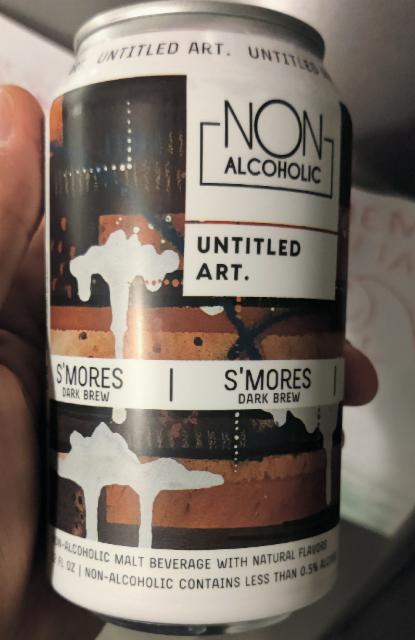 UNTITLED ART. UNTITLED
NON
ALCOHOLIC
UNTITLED
ART.
S'MORES | S'MORES |
DARK BREW DARK BREW
NON-ALCOHOLIC MALT BEVERAGE WITH NATURAL FLAVORS
FL OZ | NON-ALCOHOLIC CONTAINS LESS THAN 0.5%